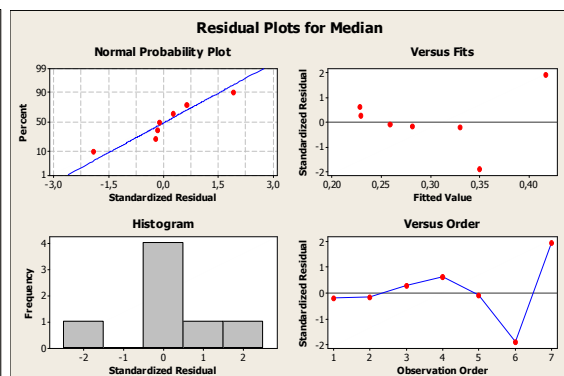 Residual Plots for Median
Normal Probability Plot
99
90
50
10
1
Percent
-3,0 -1,5 0,0 1,5 3,0
Standardized Residual
Versus Fits
2
1
0
-1
-2
Standardized Residual
0,20 0,25 0,30 0,35 0,40
Fitted Value
Histogram
4
3
2
1
0
Frequency
-2 -1 0 1 2
Standardized Residual
Versus Order
2
1
0
-1
-2
Standardized Residual
1 2 3 4 5 6 7
Observation Order